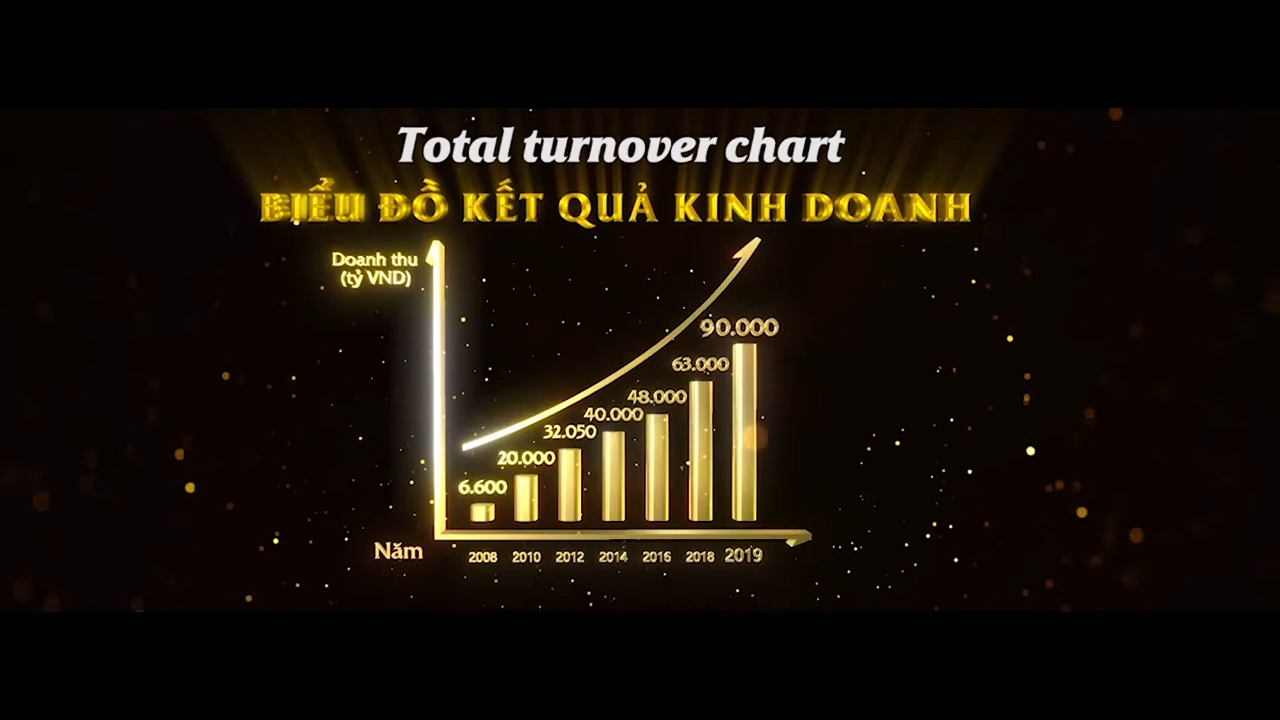 Total turnover chart
BIỂU ĐỒ KẾT QUẢ KINH DOANH
Doanh thu
(tỷ VND)
90.000
63.000
48.000
40.000
32.050
20.000
6.600
Năm
2008 2010 2012 2014 2016 2018 2019